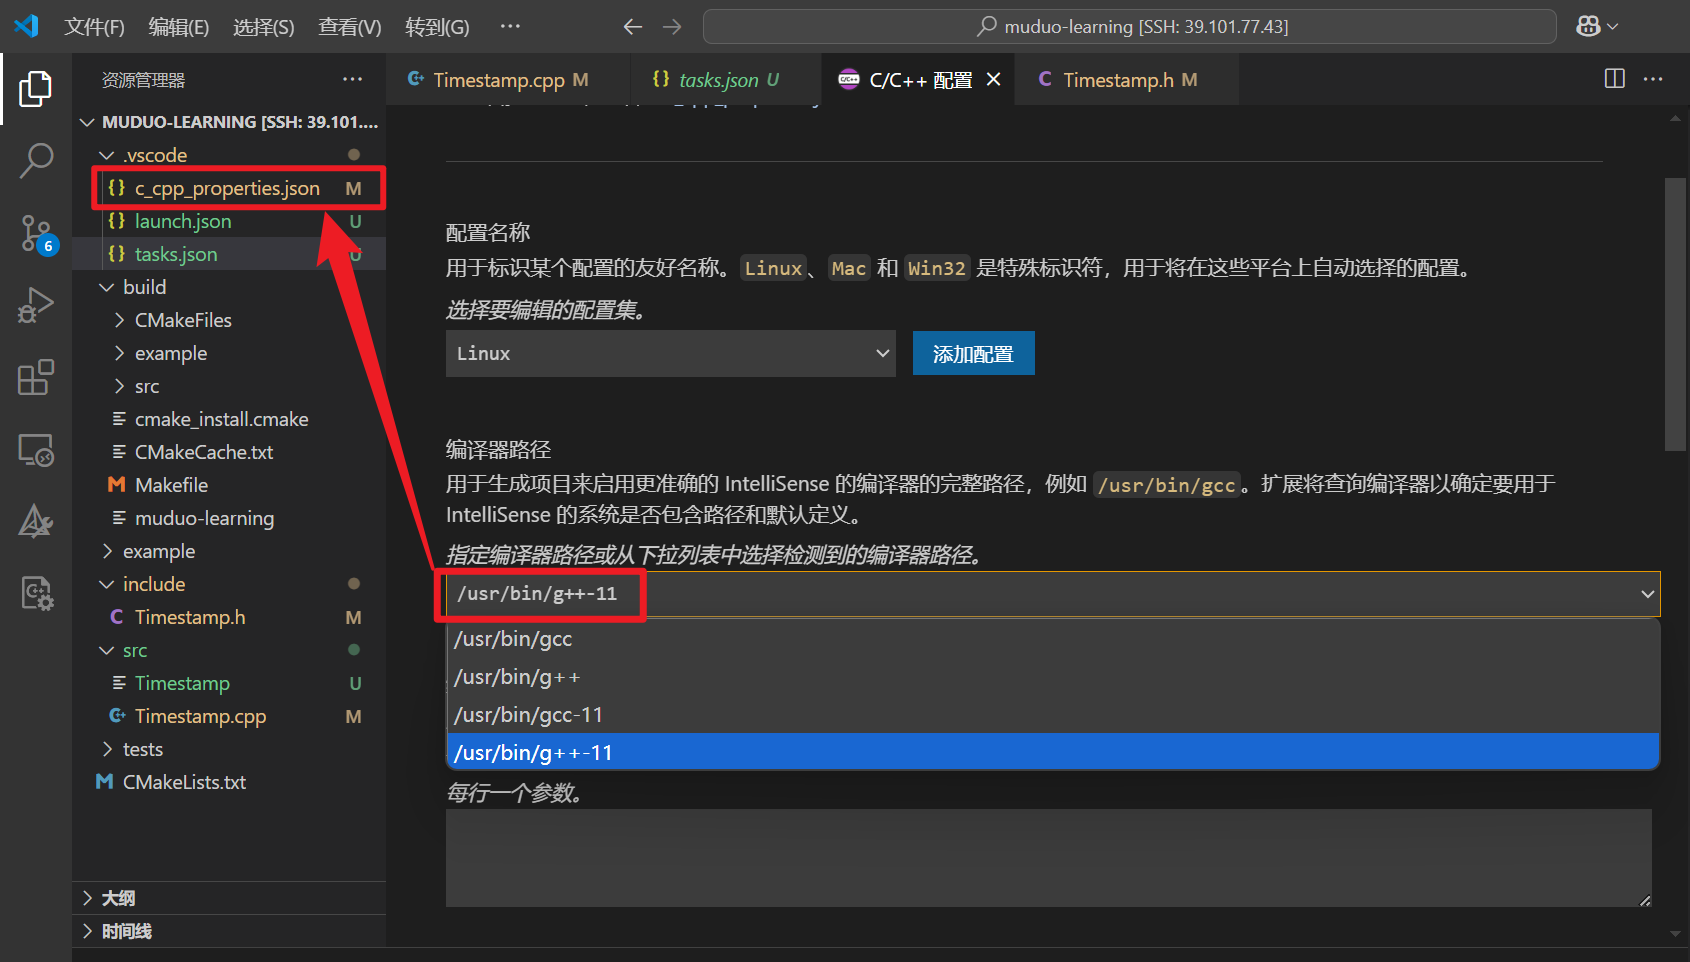 文件(F) 编辑(E) 选择(S) 查看(V) 转到(G) ··· muduo-learning [SSH: 39.101.77.43]
资源管理器 ···
Timestamp.cpp M
tasks.json U
C/C++ 配置
Timestamp.h M
MUDUO-LEARNING [SSH: 39.101....
.vscode
c_cpp_properties.json M
launch.json U
tasks.json U
build
CMakeFiles
example
src
cmake_install.cmake
CMakeCache.txt
Makefile
muduo-learning
example
include
Timestamp.h M
src
Timestamp U
Timestamp.cpp M
tests
CMakeLists.txt
大纲
时间线
6
配置名称
用于标识某个配置的友好名称。Linux、Mac 和 Win32 是特殊标识符，用于将在这些平台上自动选择的配置。
选择要编辑的配置集。
Linux
添加配置
编译器路径
用于生成项目来启用更准确的 IntelliSense 的编译器的完整路径，例如 /usr/bin/gcc。扩展将查询编译器以确定要用于
IntelliSense 的系统是否包含路径和默认定义。
指定编译器路径或从下拉列表中选择检测到的编译器路径。
/usr/bin/g++-11
/usr/bin/gcc
/usr/bin/g++
/usr/bin/gcc-11
/usr/bin/g++-11
每行一个参数。